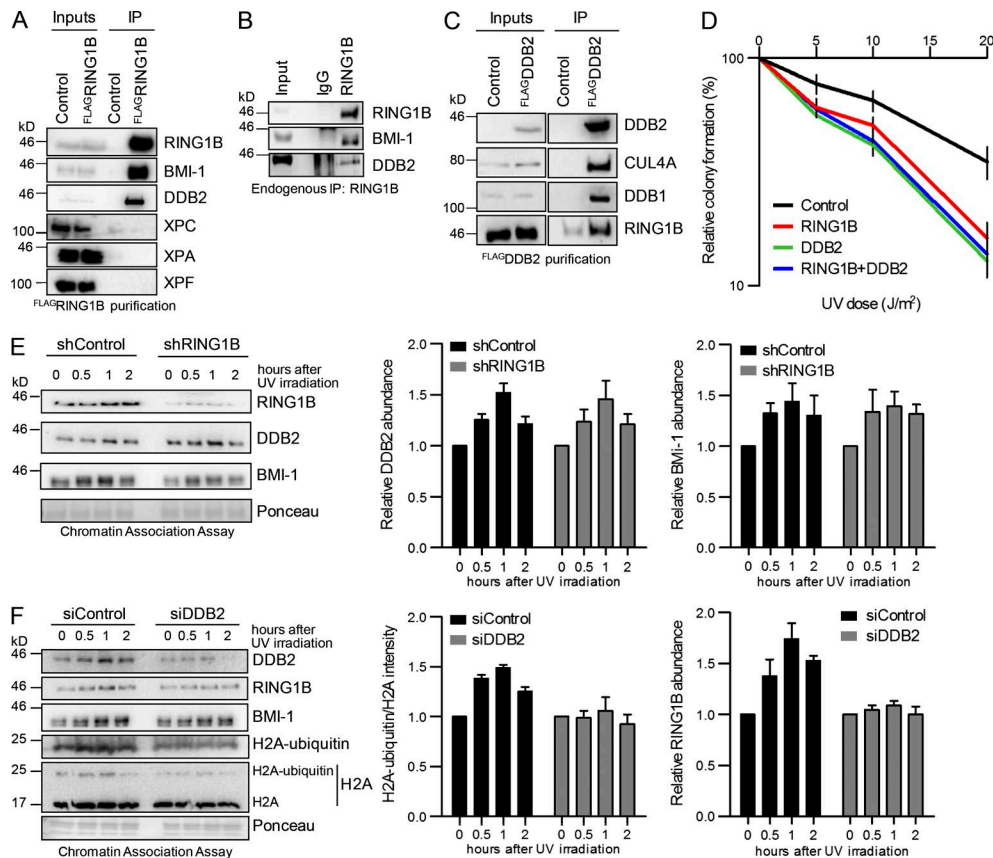 A
Inputs IP
Control
FLAGRING1B
Control
FLAGRING1B
kD
46 RING1B
46 BMI-1
46 DDB2
100 XPC
XPA
100 XPF
FLAGRING1B purification
B
Input
IgG
RING1B
kD
46 RING1B
46 BMI-1
46 DDB2
Endogenous IP: RING1B
C
Inputs IP
Control
FLAGDDB2
Control
FLAGDDB2
kD
46 DDB2
80 CUL4A
100 DDB1
46 RING1B
FLAGDDB2 purification
D
0 5 10 20
100
10
Relative colony formation (%)
Control
RING1B
DDB2
RING1B+DDB2
UV dose (J/m²)
E
shControl shRING1B
0 0.5 1 2 0 0.5 1 2 hours after
UV irradiation
kD
46 RING1B
46 DDB2
46 BMI-1
Ponceau
Chromatin Association Assay
shControl
shRING1B
Relative DDB2 abundance
2.0
1.5
1.0
0.5
0.0
0 0.5 1 2 0 0.5 1 2
hours after UV irradiation
shControl
shRING1B
Relative BMi-1 abundance
2.0
1.5
1.0
0.5
0.0
0 0.5 1 2 0 0.5 1 2
hours after UV irradiation
F
siControl siDDB2
0 0.5 1 2 0 0.5 1 2 hours after
UV irradiation
kD
46 DDB2
46 RING1B
46 BMI-1
25 H2A-ubiquitin
25 H2A-ubiquitin
H2A
17 H2A
Ponceau
Chromatin Association Assay
siControl
siDDB2
H2A-ubiquitin/H2A intensity
2.0
1.5
1.0
0.5
0.0
0 0.5 1 2 0 0.5 1 2
hours after UV irradiation
siControl
siDDB2
Relative RING1B abundance
2.0
1.5
1.0
0.5
0.0
0 0.5 1 2 0 0.5 1 2
hours after UV irradiation